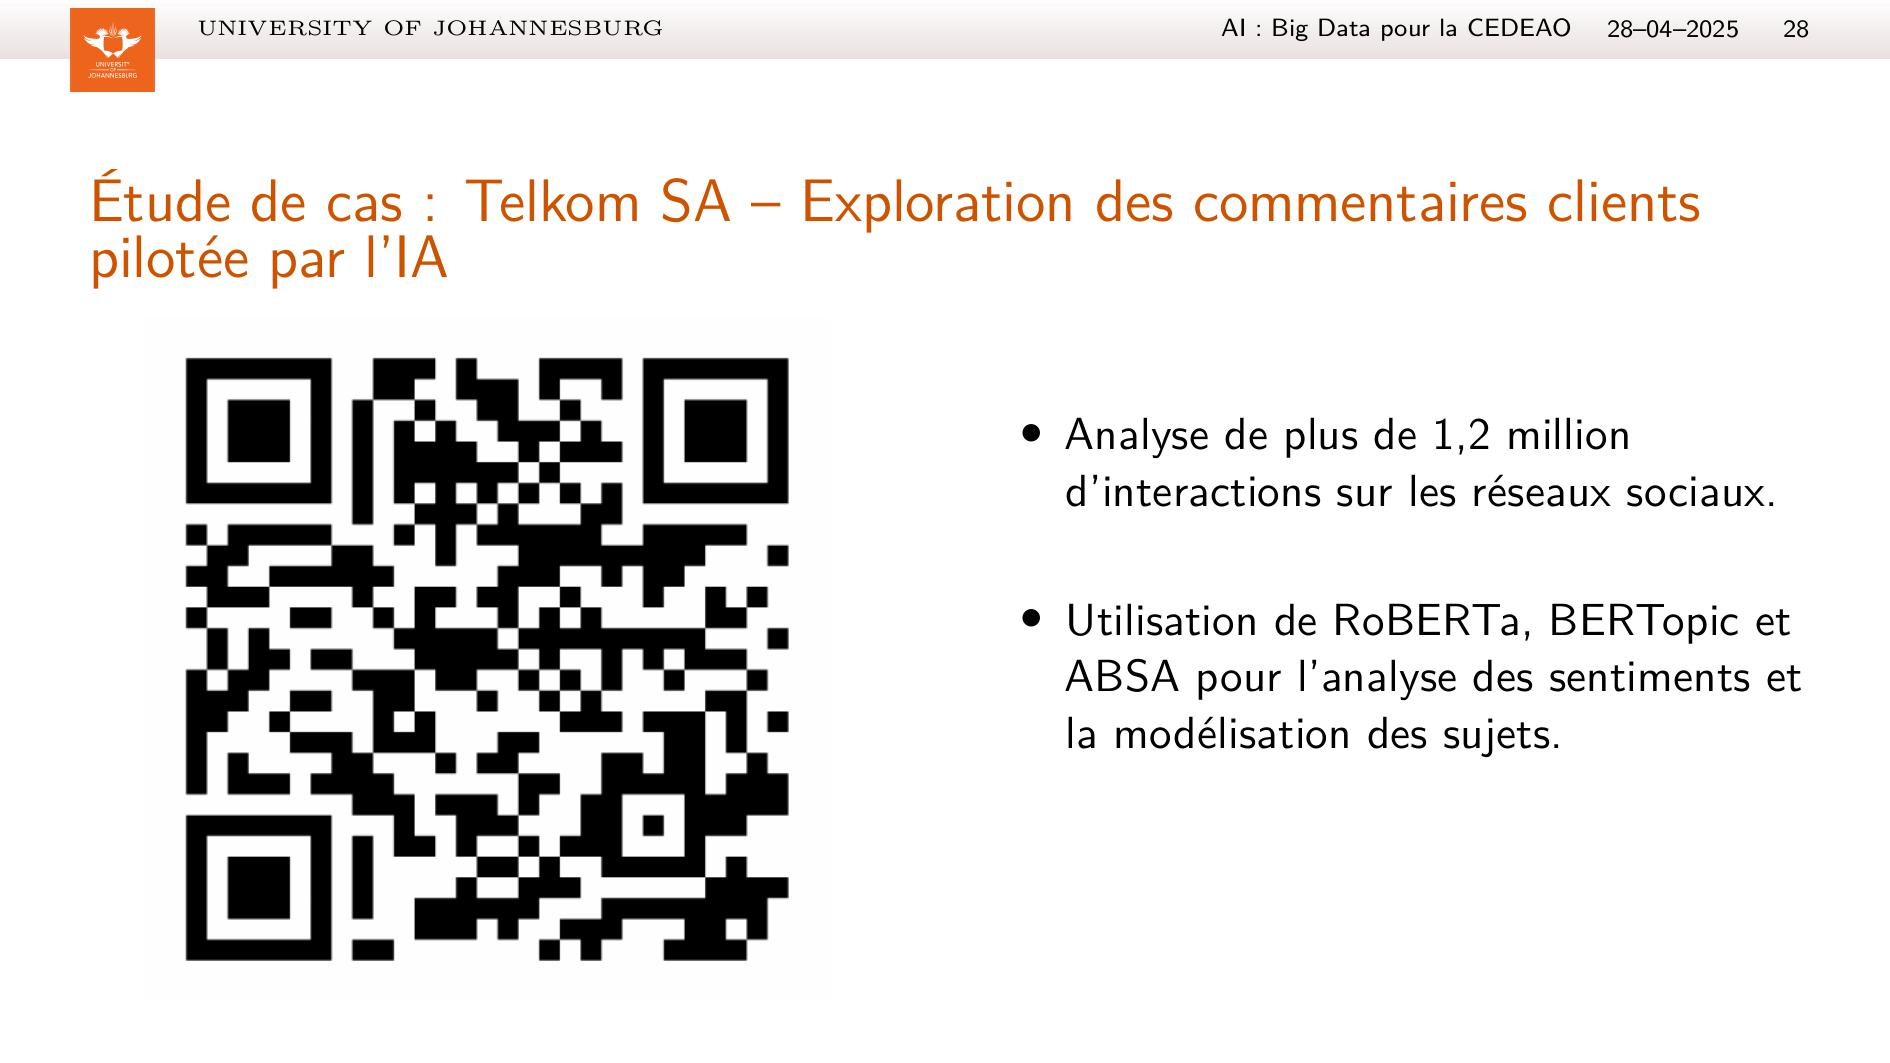 UNIVERSITY OF JOHANNESBURG
AI : Big Data pour la CEDEAO 28–04–2025 28
UNIVERSITY
OF
JOHANNESBURG
Étude de cas : Telkom SA – Exploration des commentaires clients
pilotée par l'IA
• Analyse de plus de 1,2 million
d'interactions sur les réseaux sociaux.
• Utilisation de RoBERTa, BERTopic et
ABSA pour l'analyse des sentiments et
la modélisation des sujets.